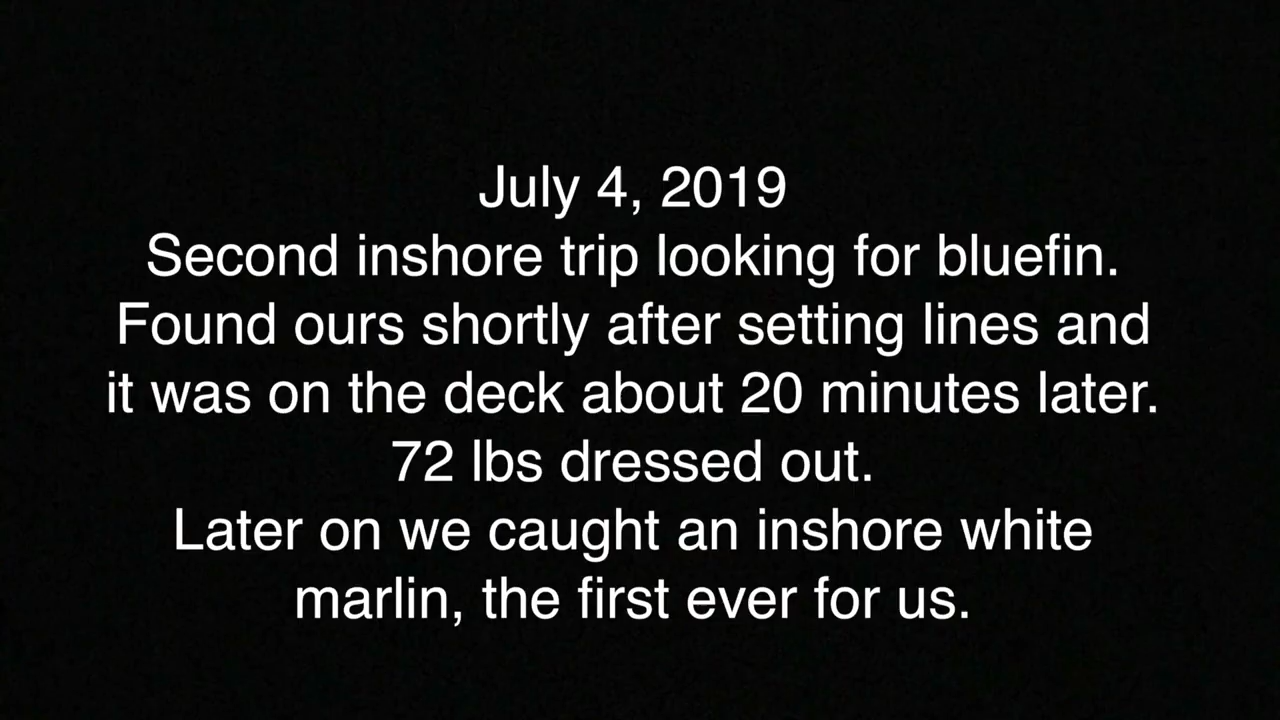 July 4, 2019
Second inshore trip looking for bluefin.
Found ours shortly after setting lines and
it was on the deck about 20 minutes later.
72 lbs dressed out.
Later on we caught an inshore white
marlin, the first ever for us.